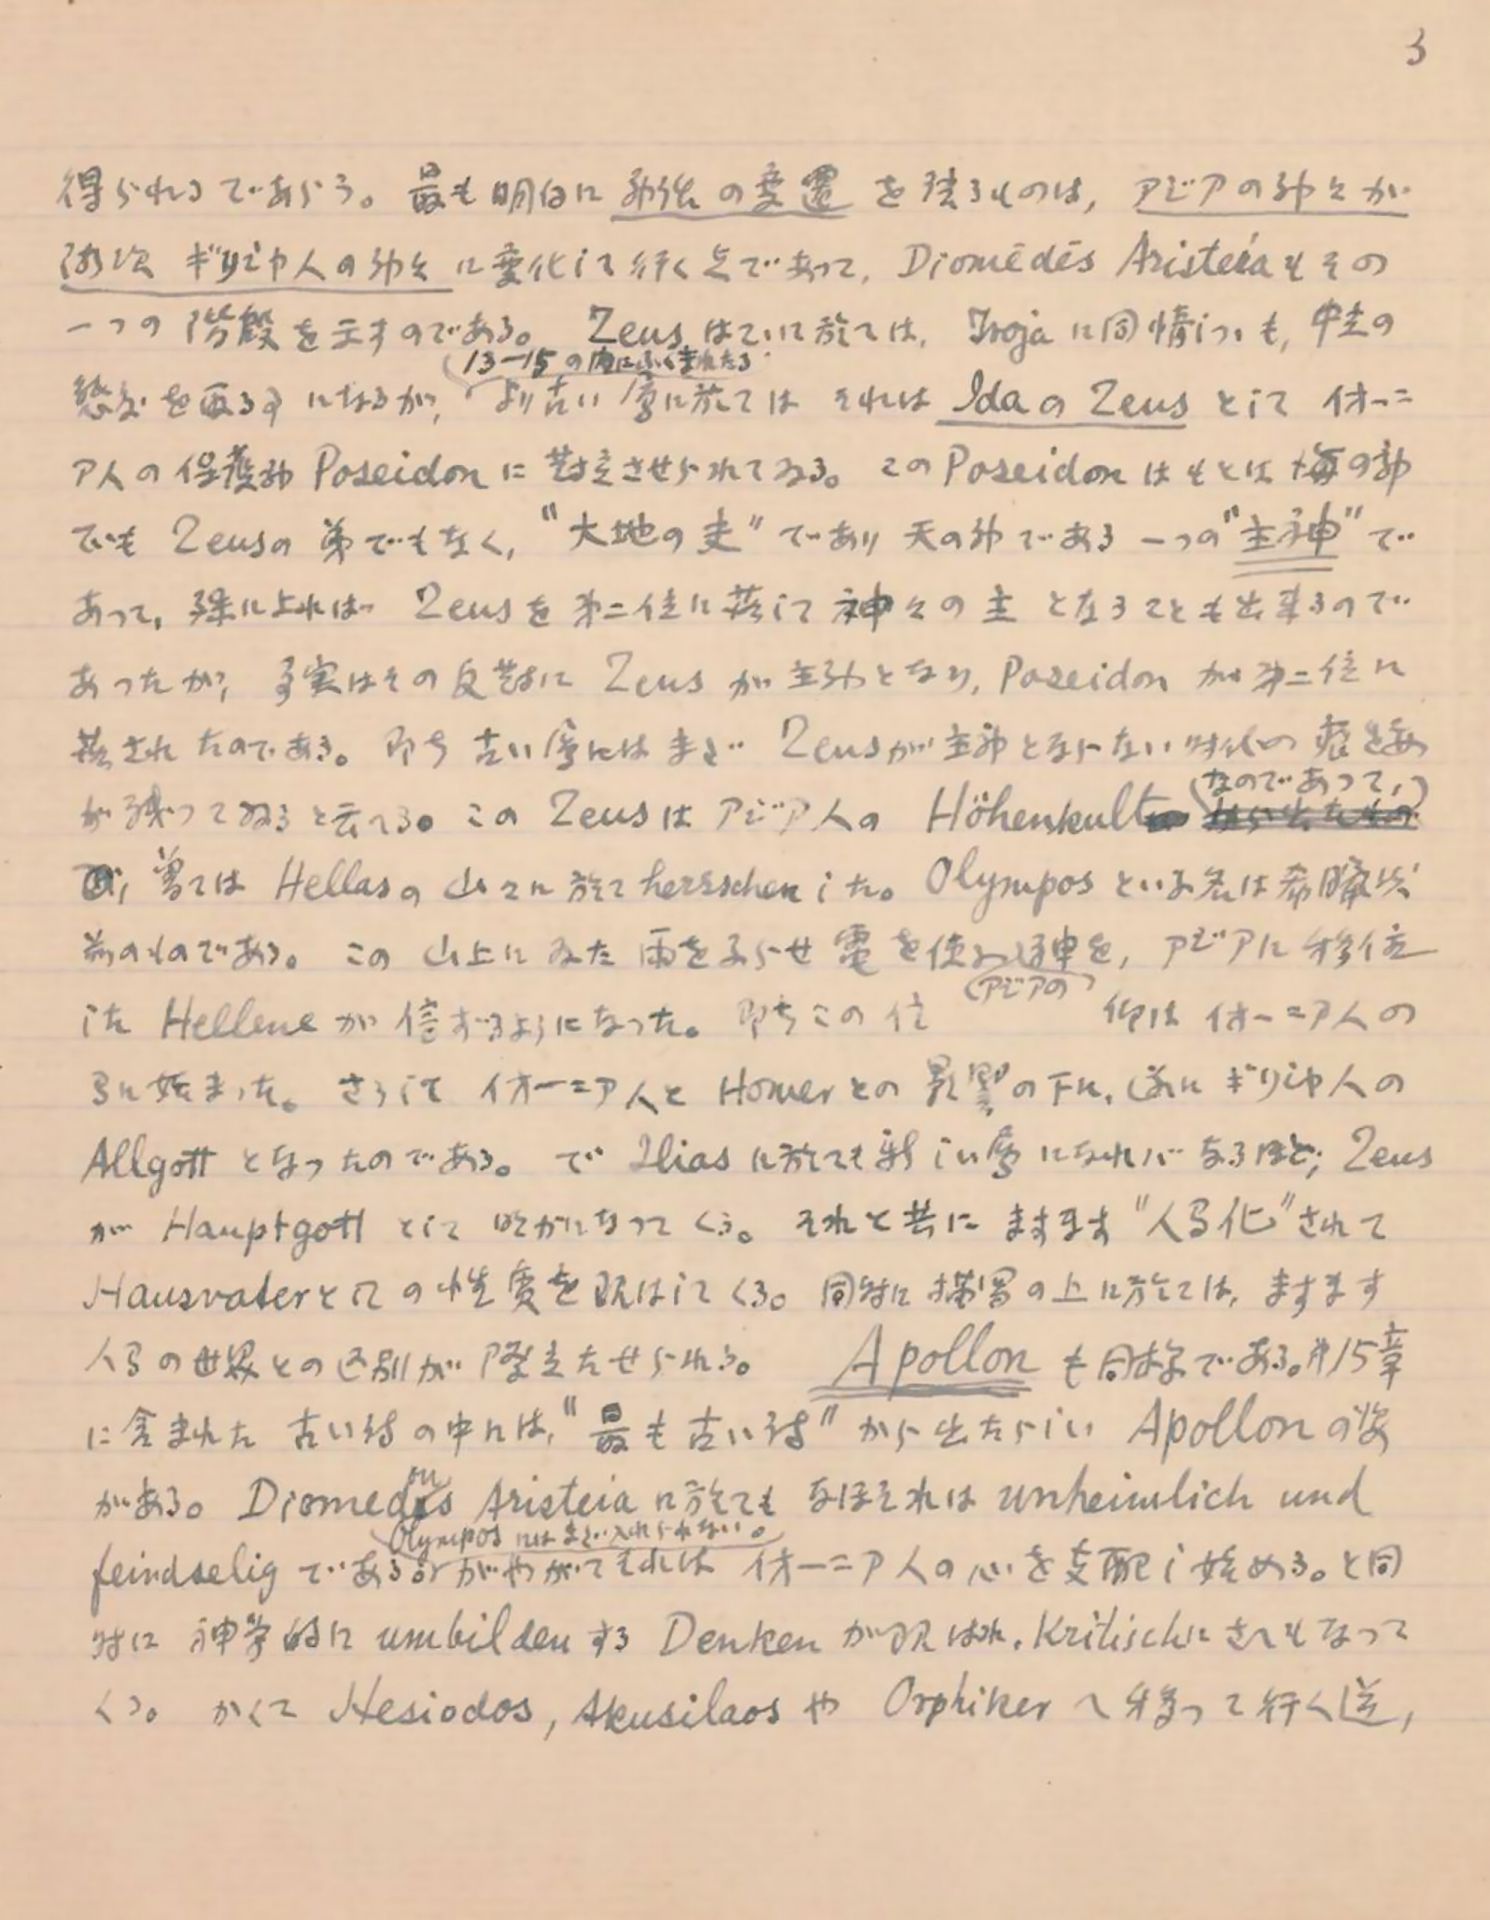 3
得られるであらう。最も明白に神話の変遷を語るものは、アジアの神々が
漸次ギリシヤ人の神々に変化して行く点であつて、Diomēdēs Aristeiaもその
一つの階段を示すのである。Zeusはこゝに於ては、Trojaに同情しつゝも、中立の
態度を取る事になるが、(13—15の内にふくまれたる)より古い層に於てはそれはIdaのZeusとしてイオーニ
ア人の保護神Poseidonに対立させられてゐる。このPoseidonはもとは海の神
でもZeusの弟でもなく、"大地の夫"であり天の神である一つの"主神"で
あつて、 Zeusを第二位に落して神々の主となることも出来るので
あつたが、事実はその反対にZeusが主神となり、Poseidonが第二位に
落されたのである。即ち古い層にはまだZeusが主神とならない時代の痕跡
が残つてゐると云へる。このZeusはアジア人のHöhenkult(なのであつて、)から出たもの
で、曽てはHellasの山々に於てherrschenした。Olymposといふ名は希臘以
前のものである。この山上にゐた雨をふらせ電を使ふ(アジアの)神を、アジアに移住
したHelleneが信ずるようになつた。即ちこの信仰はイオーニア人の
間に始まつた。さうしてイオーニア人とHomerとの影響の下に、遂にギリシヤ人の
Allgottとなつたのである。でIliasに於ても新しい層になればなるほど、Zeus
がHauptgottとして明かになつてくる。それと共にますます"人間化"されて
Hausvaterとしての性質を現はしてくる。同時に描写の上に於ては、ますます
人間の世界との区別が際立たせられる。Apollonも同様である。第15章
に含まれた古い詩の中には、"最も古い詩"から出たらしいApollonの姿
がある。Diomedou Aristeiaに於てもなほそれはunheimlich und
feindseligである。(Olymposにはまだ入れられない。)がやがてそれはイオーニア人の心を支配し始める。と同
時に神学的にumbildenするDenkenが現はれ、Kritischにさへもなつて
くる。かくてHesiodos, AkusilaosやOrphikerへ移つて行く道,